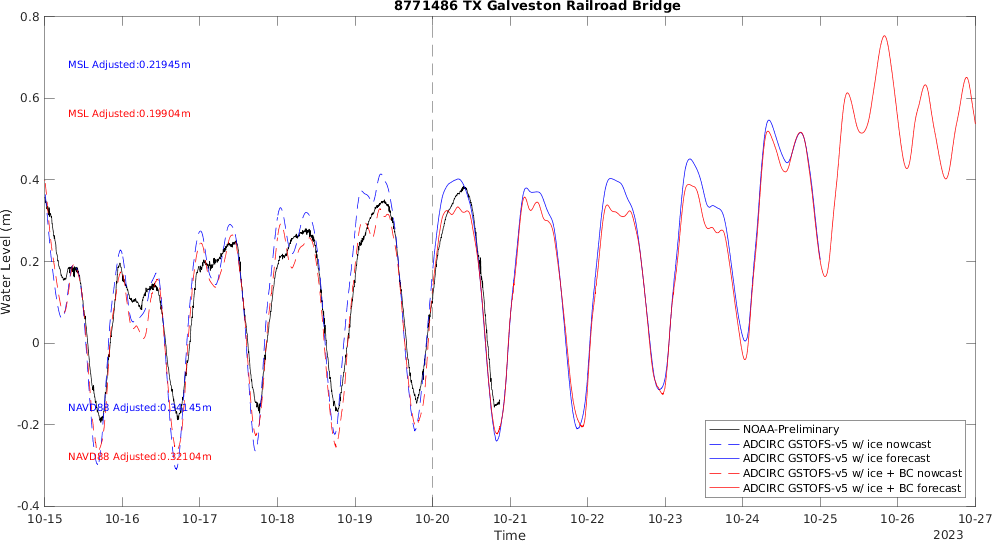 8771486 TX Galveston Railroad Bridge
0.8
0.6
0.4
0.2
0
-0.2
-0.4
Water Level (m)
MSL Adjusted:0.21945m
MSL Adjusted:0.19904m
NAVD88 Adjusted:0.34145m
NAVD88 Adjusted:0.32104m
NOAA-Preliminary
ADCIRC GSTOFS-v5 w/ ice nowcast
ADCIRC GSTOFS-v5 w/ ice forecast
ADCIRC GSTOFS-v5 w/ ice + BC nowcast
ADCIRC GSTOFS-v5 w/ ice + BC forecast
10-15 10-16 10-17 10-18 10-19 10-20 10-21 10-22 10-23 10-24 10-25 10-26 10-27
Time
2023